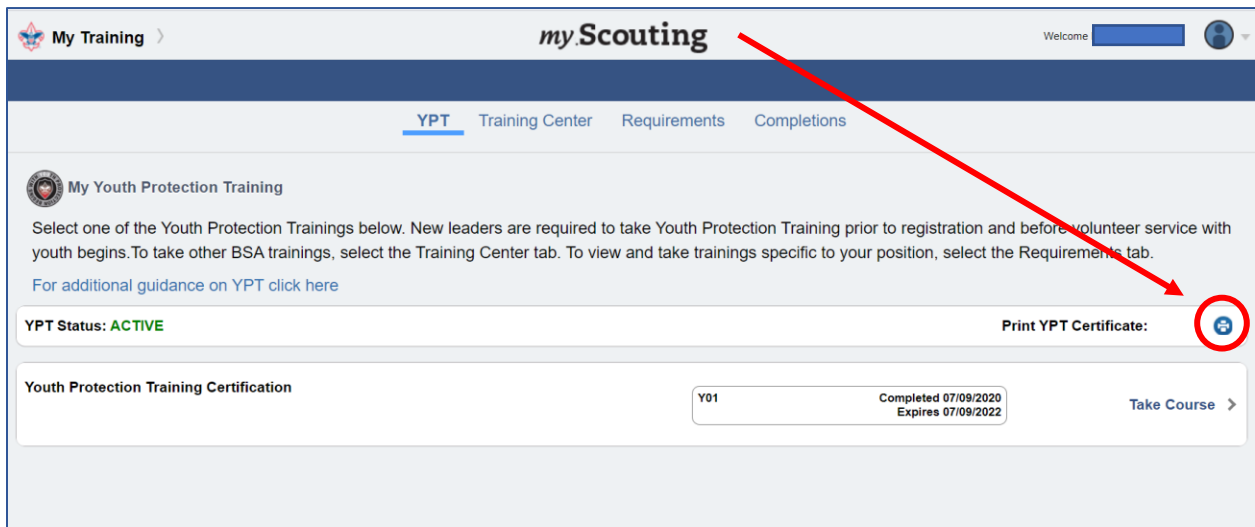 My Training
my.Scouting
Welcome
YPT Training Center Requirements Completions
My Youth Protection Training
Select one of the Youth Protection Trainings below. New leaders are required to take Youth Protection Training prior to registration and before volunteer service with
youth begins.To take other BSA trainings, select the Training Center tab. To view and take trainings specific to your position, select the Requirements tab.
For additional guidance on YPT click here
YPT Status: ACTIVE
Print YPT Certificate:
Youth Protection Training Certification
Y01
Completed 07/09/2020
Expires 07/09/2022
Take Course